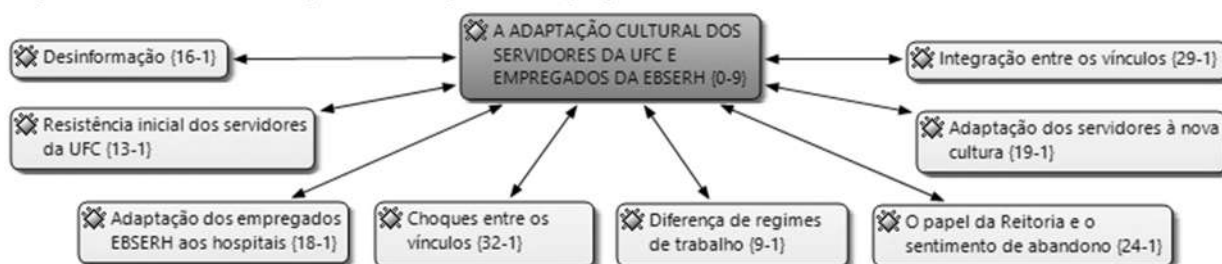 A ADAPTAÇÃO CULTURAL DOS
SERVIDORES DA UFC E
EMPREGADOS DA EBSERH {0-9}
Desinformação {16-1}
Integração entre os vínculos {29-1}
Resistência inicial dos servidores
da UFC {13-1}
Adaptação dos servidores à nova
cultura {19-1}
Adaptação dos empregados
EBSERH aos hospitais {18-1}
Choques entre os
vínculos {32-1}
Diferença de regimes
de trabalho {9-1}
O papel da Reitoria e o
sentimento de abandono {24-1}